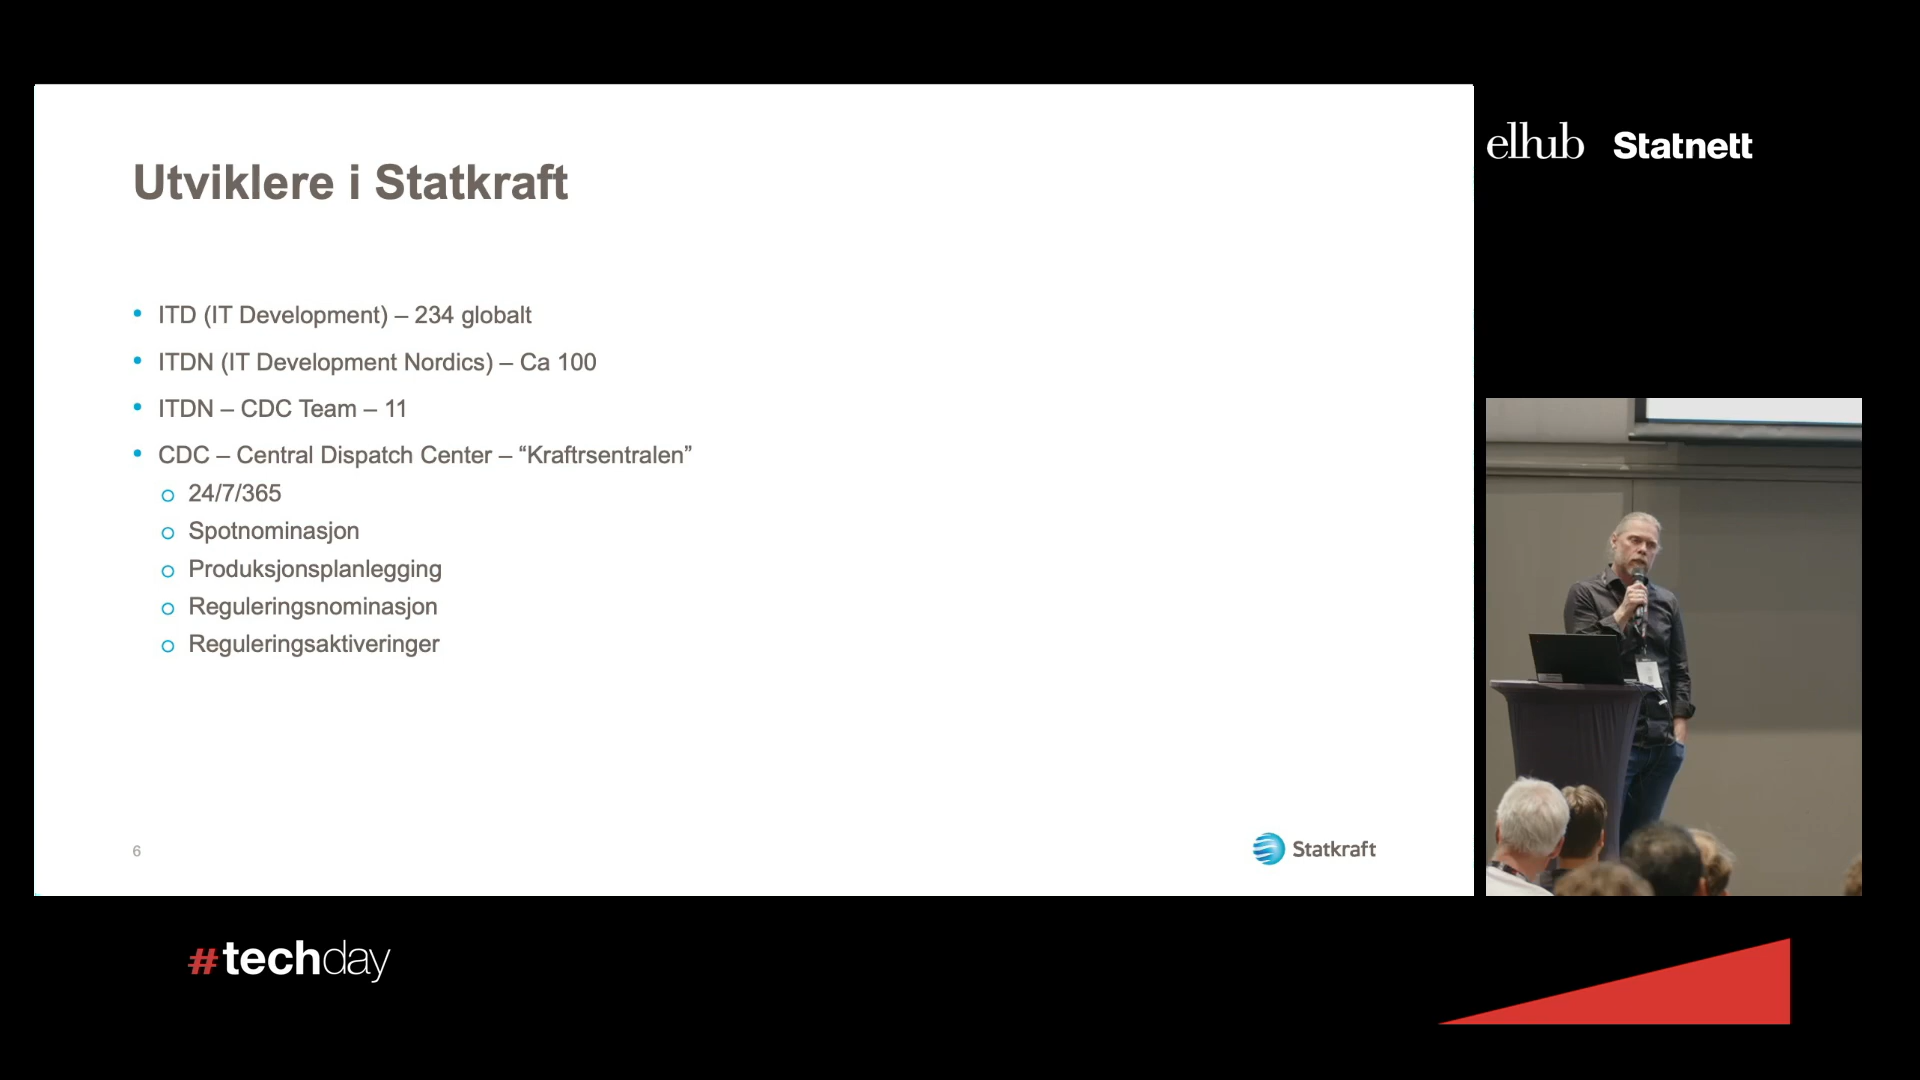 Utviklere i Statkraft
• ITD (IT Development) – 234 globalt
• ITDN (IT Development Nordics) – Ca 100
• ITDN – CDC Team – 11
• CDC – Central Dispatch Center – “Kraftrsentralen”
o 24/7/365
o Spotnominasjon
o Produksjonsplanlegging
o Reguleringsnominasjon
o Reguleringsaktiveringer
6
Statkraft
elhub Statnett
#techday